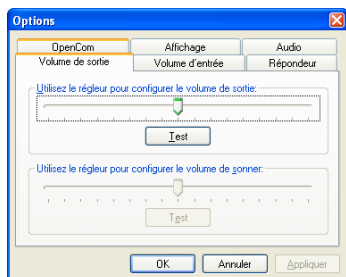 Options
OpenCom Affichage Audio
Volume de sortie Volume d'entrée Répondeur
Utilisez le régleur pour configurer le volume de sortie:
Test
Utilisez le régleur pour configurer le volume de sonner:
Test
OK Annuler Appliquer